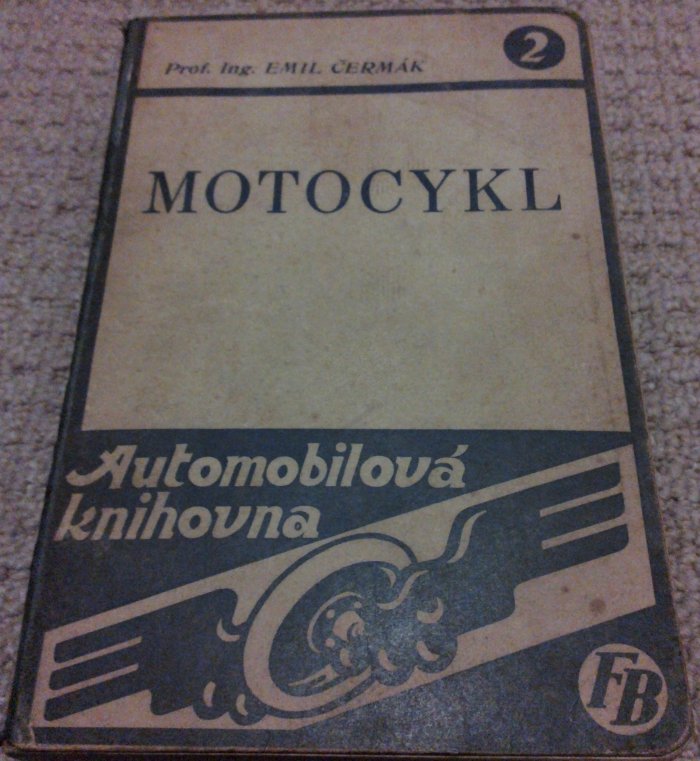 Prof. Ing. EMIL ČERMÁK
2
MOTOCYKL
Automobilová
knihovna
FB